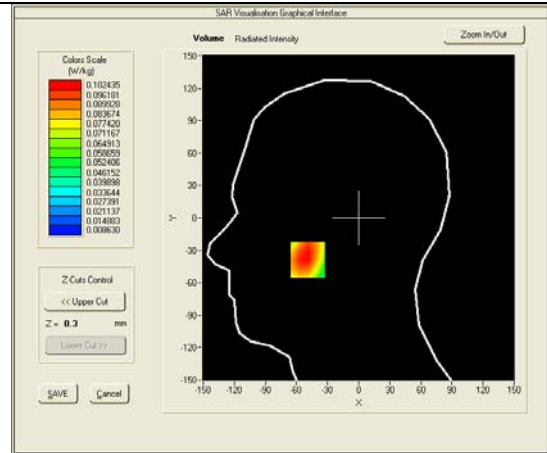 SAR Visualisation Graphical Interface
Volume Radiated Intensity
Zoom In/Out
Colors Scale
(W/kg)
0.102435
0.096181
0.089928
0.083674
0.077420
0.071167
0.064913
0.058659
0.052406
0.046152
0.039898
0.033644
0.027391
0.021137
0.014883
0.008630
Z Cuts Control
<< Upper Cut
Z = 0.3 mm
Lower Cut >>
SAVE Cancel
150
120
90
60
30
0
-30
-60
-90
-120
-150
Y
-150 -120 -90 -60 -30 0 30 60 90 120 150
X